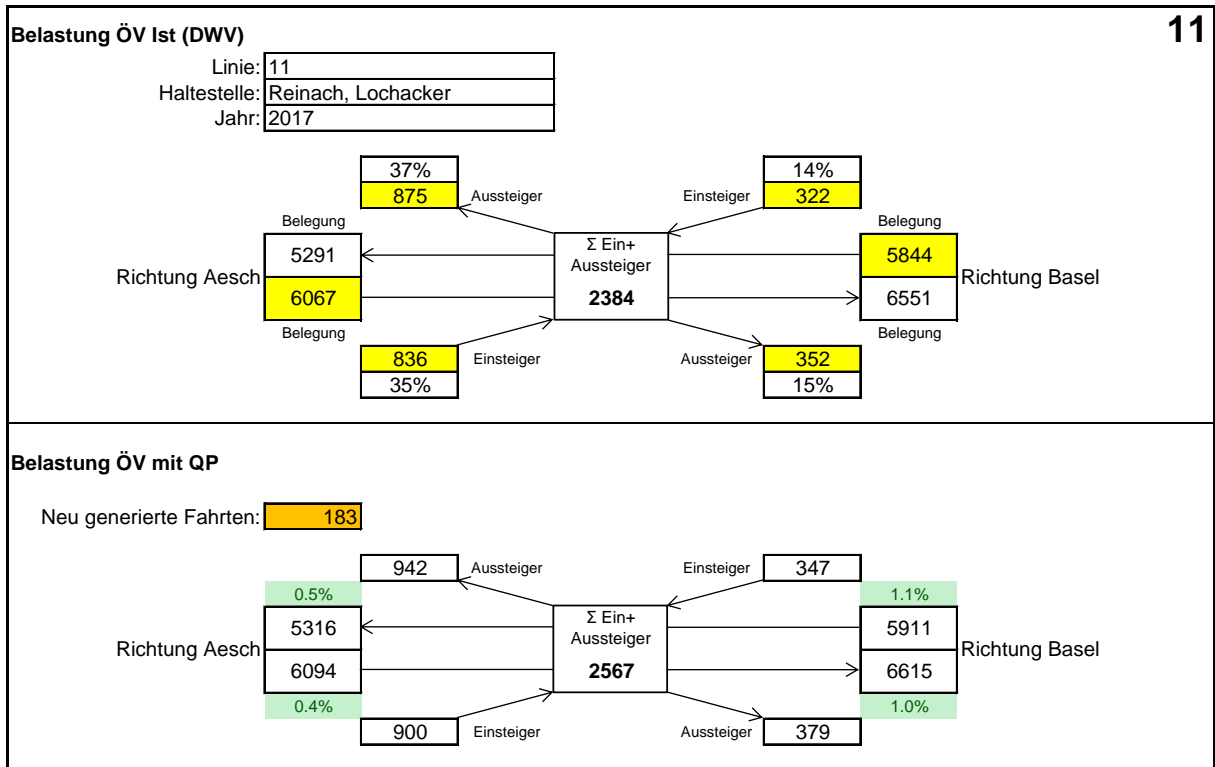 Belastung ÖV Ist (DWV) 11
Linie: 11
Haltestelle: Reinach, Lochacker
Jahr: 2017
37% 14%
875 Aussteiger Einsteiger 322
Belegung Belegung
Σ Ein+
5291 5844
Aussteiger
Richtung Aesch Richtung Basel
6067 2384 6551
Belegung Belegung
836 Einsteiger Aussteiger 352
35% 15%
Belastung ÖV mit QP
Neu generierte Fahrten: 183
942 Aussteiger Einsteiger 347
0.5% 1.1%
Σ Ein+
5316 5911
Aussteiger
Richtung Aesch Richtung Basel
6094 2567 6615
0.4% 1.0%
900 Einsteiger Aussteiger 379